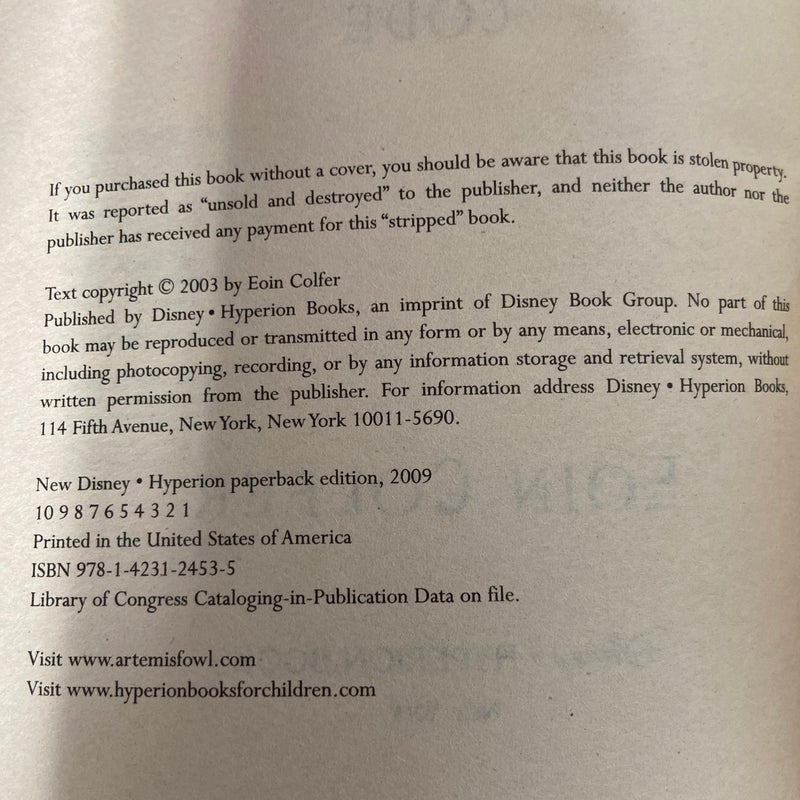 If you purchased this book without a cover, you should be aware that this book is stolen property.
It was reported as “unsold and destroyed” to the publisher, and neither the author nor the
publisher has received any payment for this “stripped” book.
Text copyright © 2003 by Eoin Colfer
Published by Disney • Hyperion Books, an imprint of Disney Book Group. No part of this
book may be reproduced or transmitted in any form or by any means, electronic or mechanical,
including photocopying, recording, or by any information storage and retrieval system, without
written permission from the publisher. For information address Disney • Hyperion Books,
114 Fifth Avenue, New York, New York 10011-5690.
New Disney • Hyperion paperback edition, 2009
10 9 8 7 6 5 4 3 2 1
Printed in the United States of America
ISBN 978-1-4231-2453-5
Library of Congress Cataloging-in-Publication Data on file.
Visit www.artemisfowl.com
Visit www.hyperionbooksforchildren.com